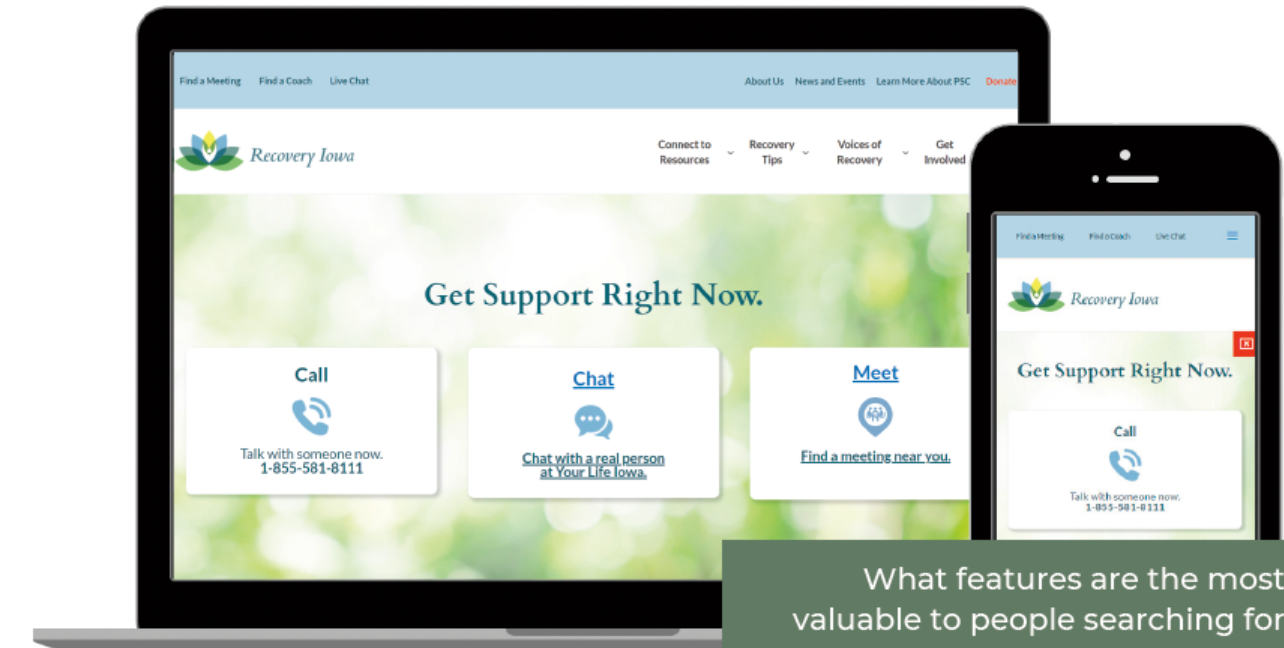 Find a Meeting Find a Coach Live Chat
About Us News and Events Learn More About PSC Donate
Recovery Iowa
Connect to Resources
Recovery Tips
Voices of Recovery
Get Involved
Get Support Right Now.
Call
Talk with someone now.
1-855-581-8111
Chat
Chat with a real person
at Your Life Iowa.
Meet
Find a meeting near you.
Find a Meeting Find a Coach Live Chat
Recovery Iowa
Get Support Right Now.
Call
Talk with someone now.
1-855-581-8111
What features are the most
valuable to people searching for